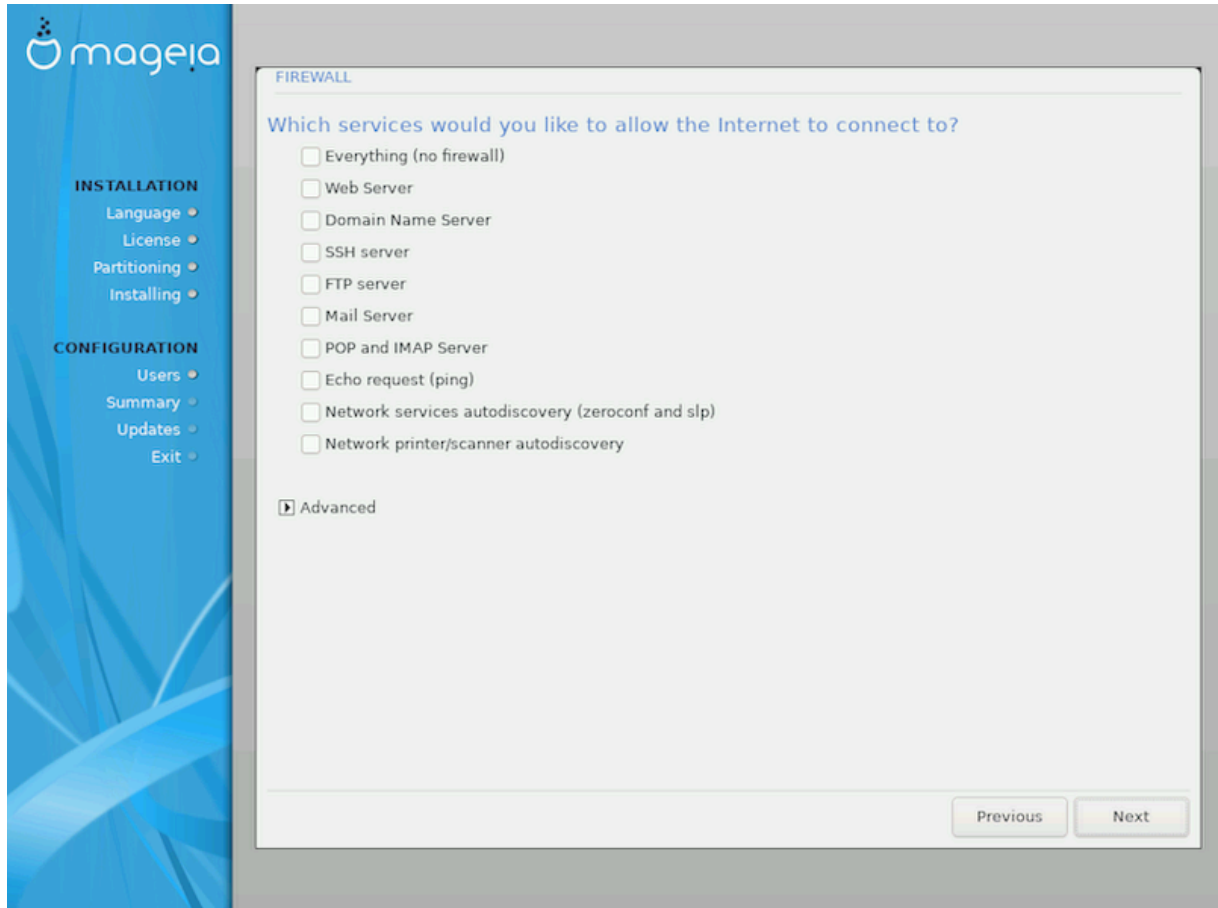 mageia
INSTALLATION
Language
License
Partitioning
Installing
CONFIGURATION
Users
Summary
Updates
Exit
FIREWALL
Which services would you like to allow the Internet to connect to?
Everything (no firewall)
Web Server
Domain Name Server
SSH server
FTP server
Mail Server
POP and IMAP Server
Echo request (ping)
Network services autodiscovery (zeroconf and slp)
Network printer/scanner autodiscovery
Advanced
Previous
Next